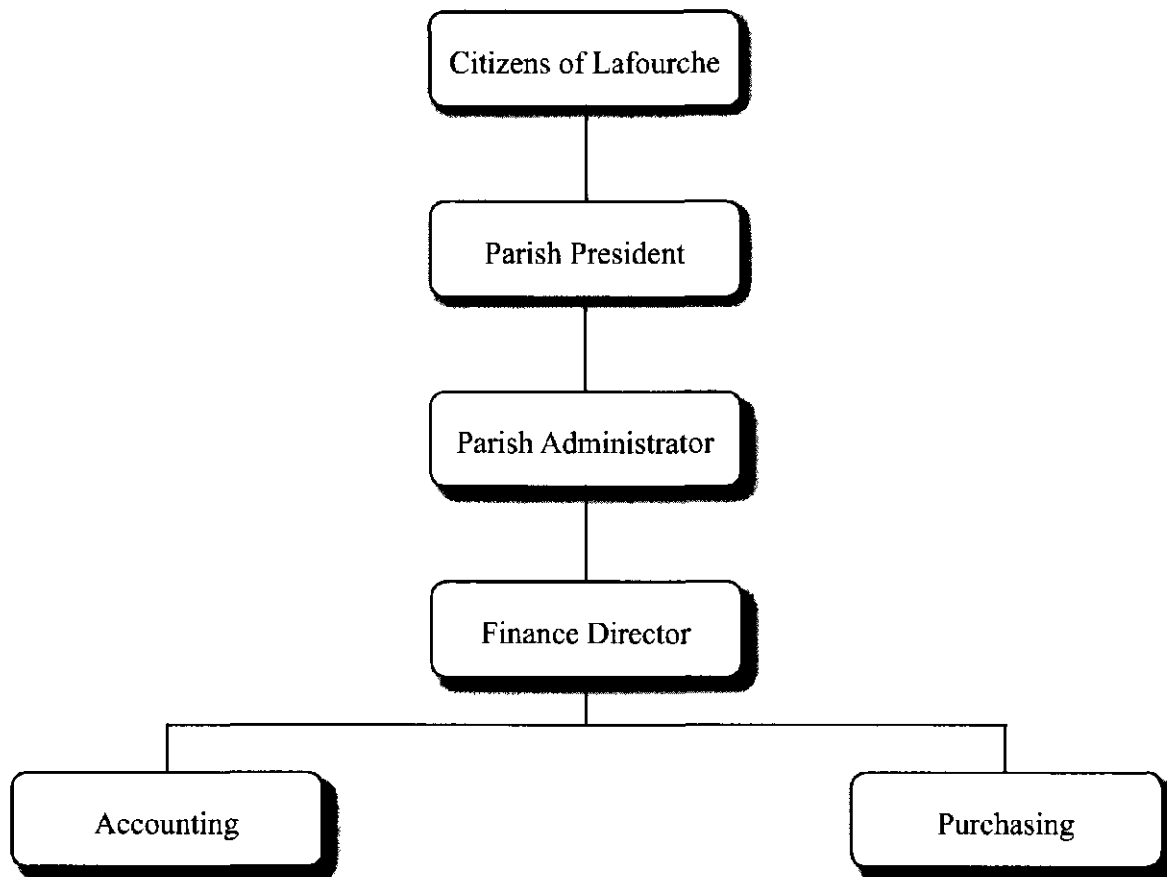 Citizens of Lafourche
Parish President
Parish Administrator
Finance Director
Accounting
Purchasing